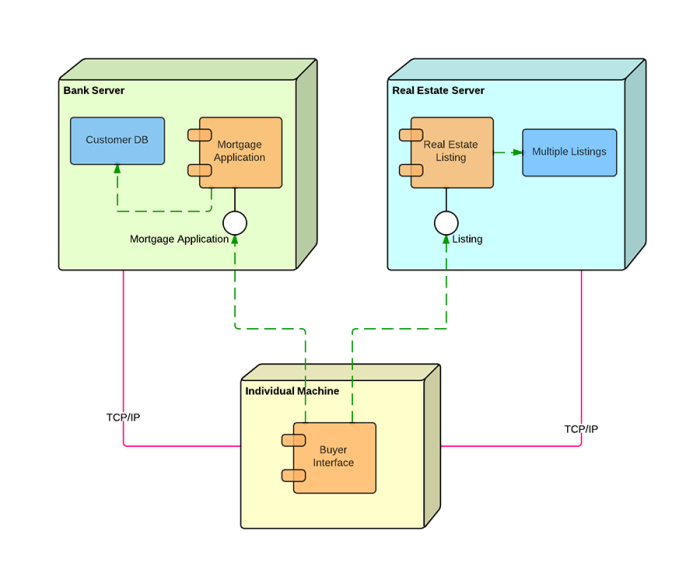 Bank Server
Customer DB
Mortgage
Application
Mortgage Application
Real Estate Server
Real Estate
Listing
Multiple Listings
Listing
Individual Machine
Buyer
Interface
TCP/IP
TCP/IP